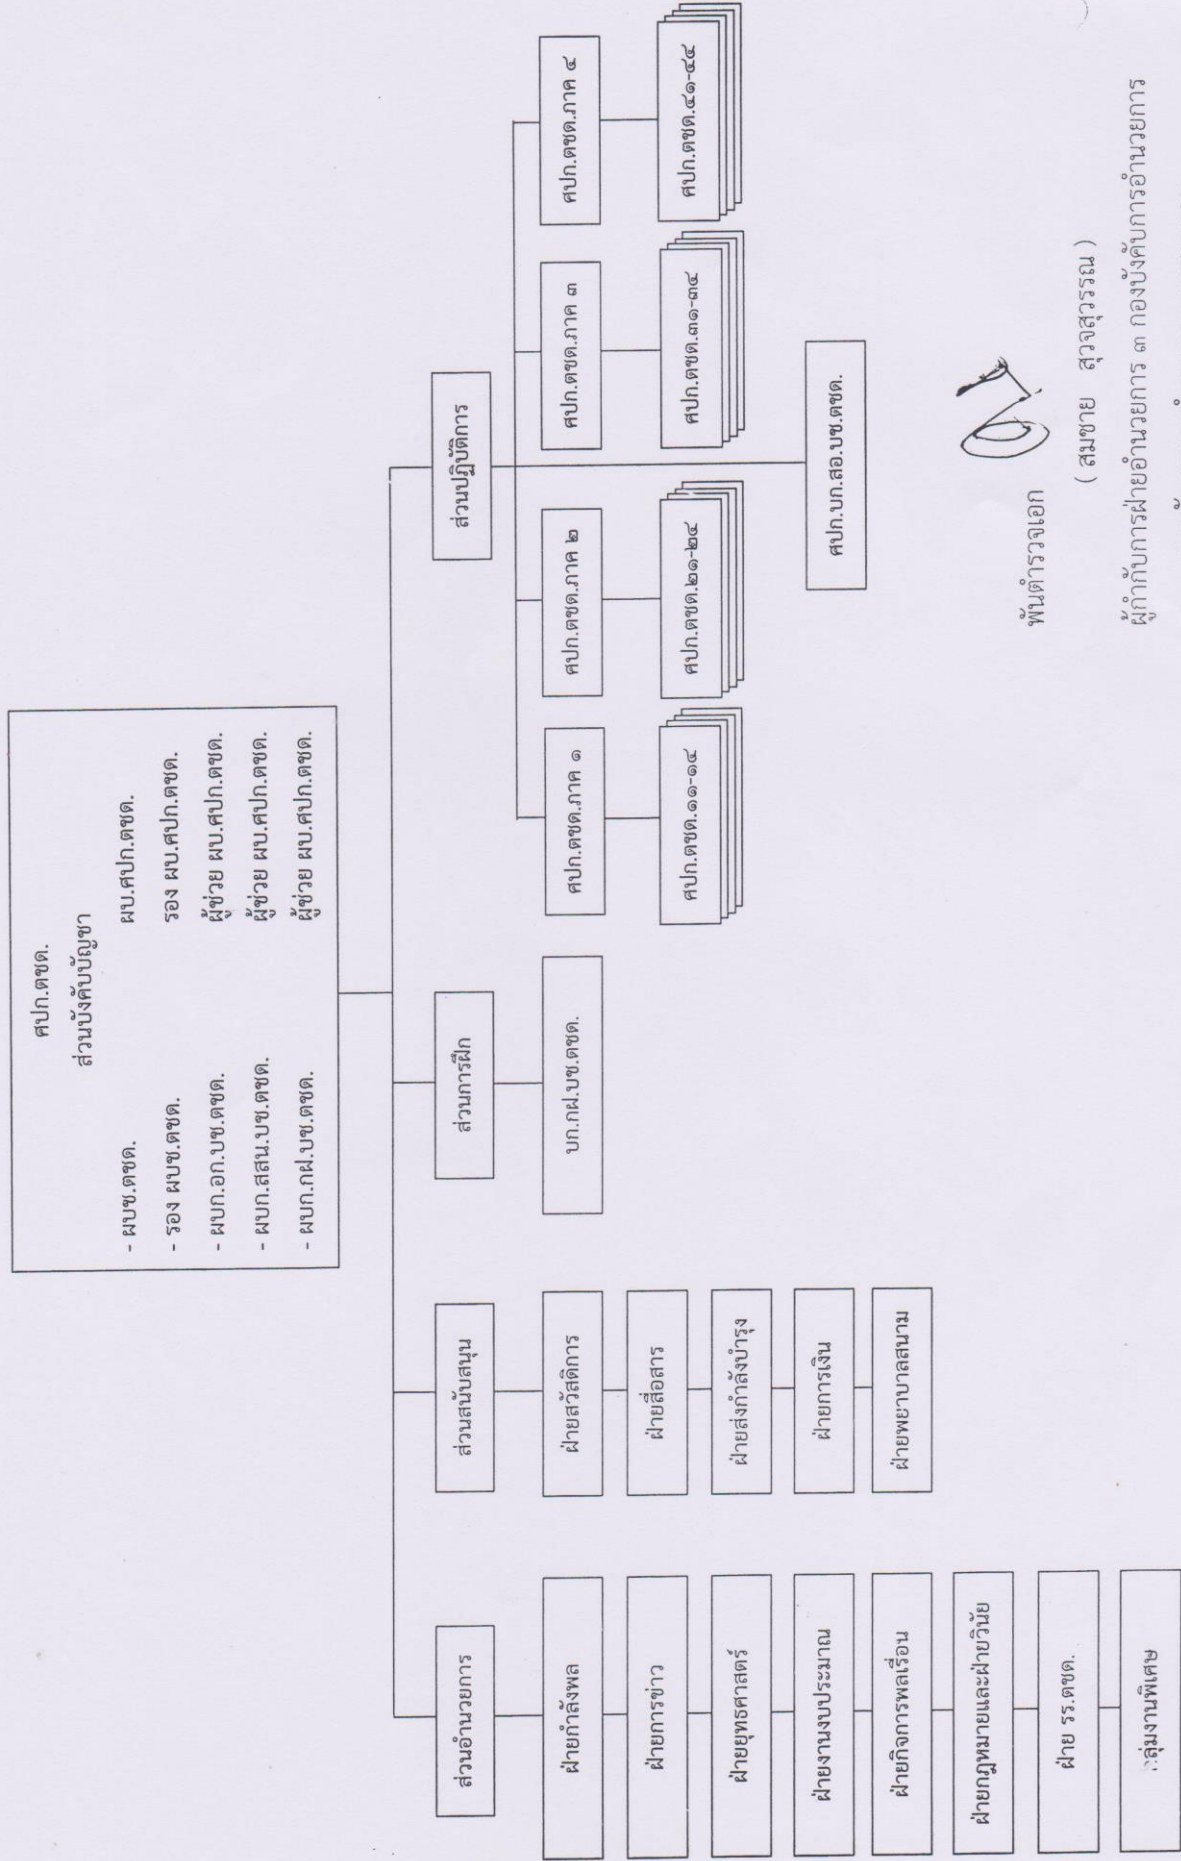 ศปก.ตชด.
ส่วนบังคับบัญชา
- ผบช.ตชด. ผบ.ศปก.ตชด.
- รอง ผบช.ตชด. รอง ผบ.ศปก.ตชด.
- ผบก.อก.บช.ตชด. ผู้ช่วย ผบ.ศปก.ตชด.
- ผบก.สสน.บช.ตชด. ผู้ช่วย ผบ.ศปก.ตชด.
- ผบก.กฝ.บช.ตชด. ผู้ช่วย ผบ.ศปก.ตชด.
ส่วนอำนวยการ
ฝ่ายกำลังพล
ฝ่ายการข่าว
ฝ่ายยุทธศาสตร์
ฝ่ายงานงบประมาณ
ฝ่ายกิจการพลเรือน
ฝ่ายกฎหมายและฝ่ายวินัย
ฝ่าย รร.ตชด.
กลุ่มงานพิเศษ
ส่วนสนับสนุน
ฝ่ายสวัสดิการ
ฝ่ายสื่อสาร
ฝ่ายส่งกำลังบำรุง
ฝ่ายการเงิน
ฝ่ายพยาบาลสนาม
ส่วนการฝึก
บก.กฝ.บช.ตชด.
ส่วนปฏิบัติการ
ศปก.ตชด.ภาค ๑
ศปก.ตชด.๑๑-๑๔
ศปก.ตชด.ภาค ๒
ศปก.ตชด.๒๑-๒๔
ศปก.ตชด.ภาค ๓
ศปก.ตชด.๓๑-๓๔
ศปก.ตชด.ภาค ๔
ศปก.ตชด.๔๑-๔๔
ศปก.บก.สอ.บช.ตชด.
พันตำรวจเอก
( สมชาย สุวจสุวรรณ )
ผู้กำกับการฝ่ายอำนวยการ ๓ กองบังคับการอำนวยการ